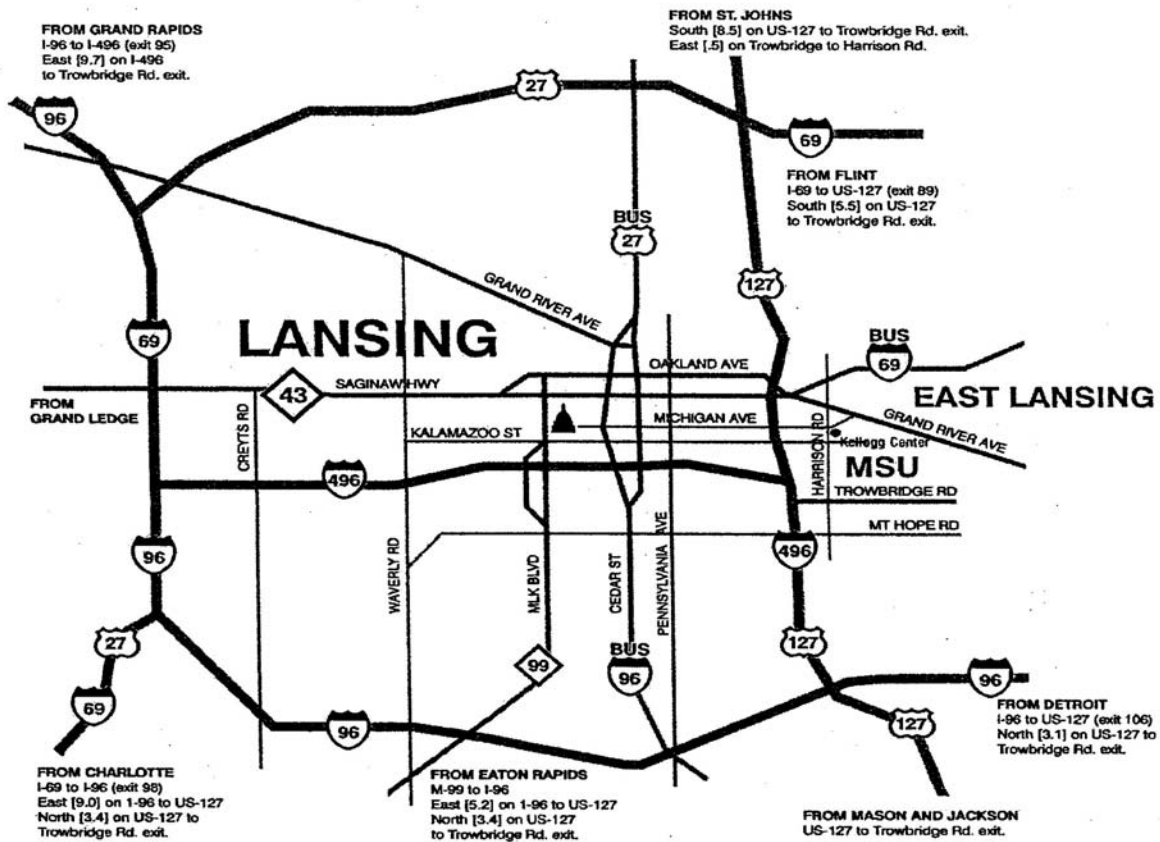 FROM GRAND RAPIDS
I-96 to I-496 (exit 95)
East [9.7] on I-496
to Trowbridge Rd. exit.
FROM ST. JOHNS
South [8.5] on US-127 to Trowbridge Rd. exit.
East [.5] on Trowbridge to Harrison Rd.
27
96
69
FROM FLINT
I-69 to US-127 (exit 89)
South [5.5] on US-127
to Trowbridge Rd. exit.
BUS
27
127
GRAND RIVER AVE
LANSING
69
BUS
69
OAKLAND AVE
EAST LANSING
43
SAGINAW HWY
FROM
GRAND LEDGE
MICHIGAN AVE
GRAND RIVER AVE
CREYTS RD
KALAMAZOO ST
HARRISON RD
Kellogg Center
MSU
496
TROWBRIDGE RD
MT HOPE RD
96
496
WAVERLY RD
MLK BLVD
CEDAR ST
PENNSYLVANIA AVE
27
99
BUS
96
127
96
69
96
127
FROM DETROIT
I-96 to US-127 (exit 106)
North [3.1] on US-127 to
Trowbridge Rd. exit.
FROM CHARLOTTE
I-69 to I-96 (exit 98)
East [9.0] on 1-96 to US-127
North [3.4] on US-127 to
Trowbridge Rd. exit.
FROM EATON RAPIDS
M-99 to I-96
East [5.2] on 1-96 to US-127
North [3.4] on US-127
to Trowbridge Rd. exit.
FROM MASON AND JACKSON
US-127 to Trowbridge Rd. exit.